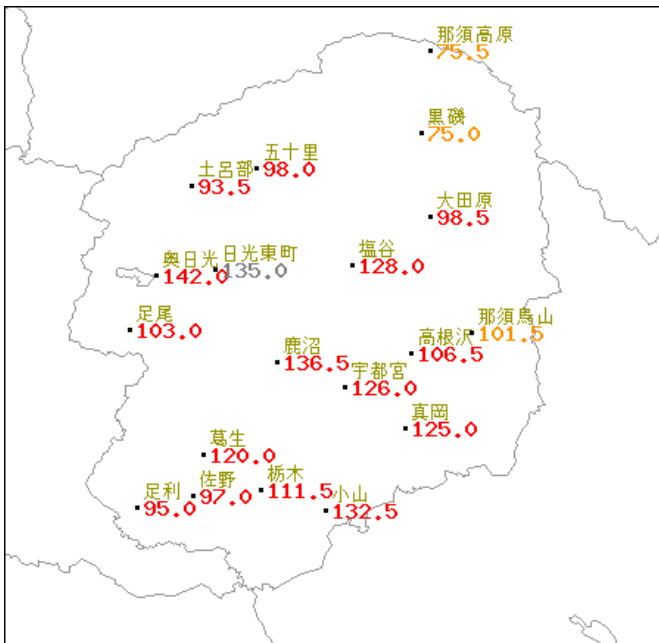 那須高原
75.5
黒磯
75.0
五十里
98.0
土呂部
93.5
大田原
98.5
日光東町
135.0
奥日光
142.0
塩谷
128.0
足尾
103.0
那須烏山
101.5
高根沢
106.5
鹿沼
136.5
宇都宮
126.0
真岡
125.0
葛生
120.0
栃木
111.5
佐野
97.0
足利
95.0
小山
132.5